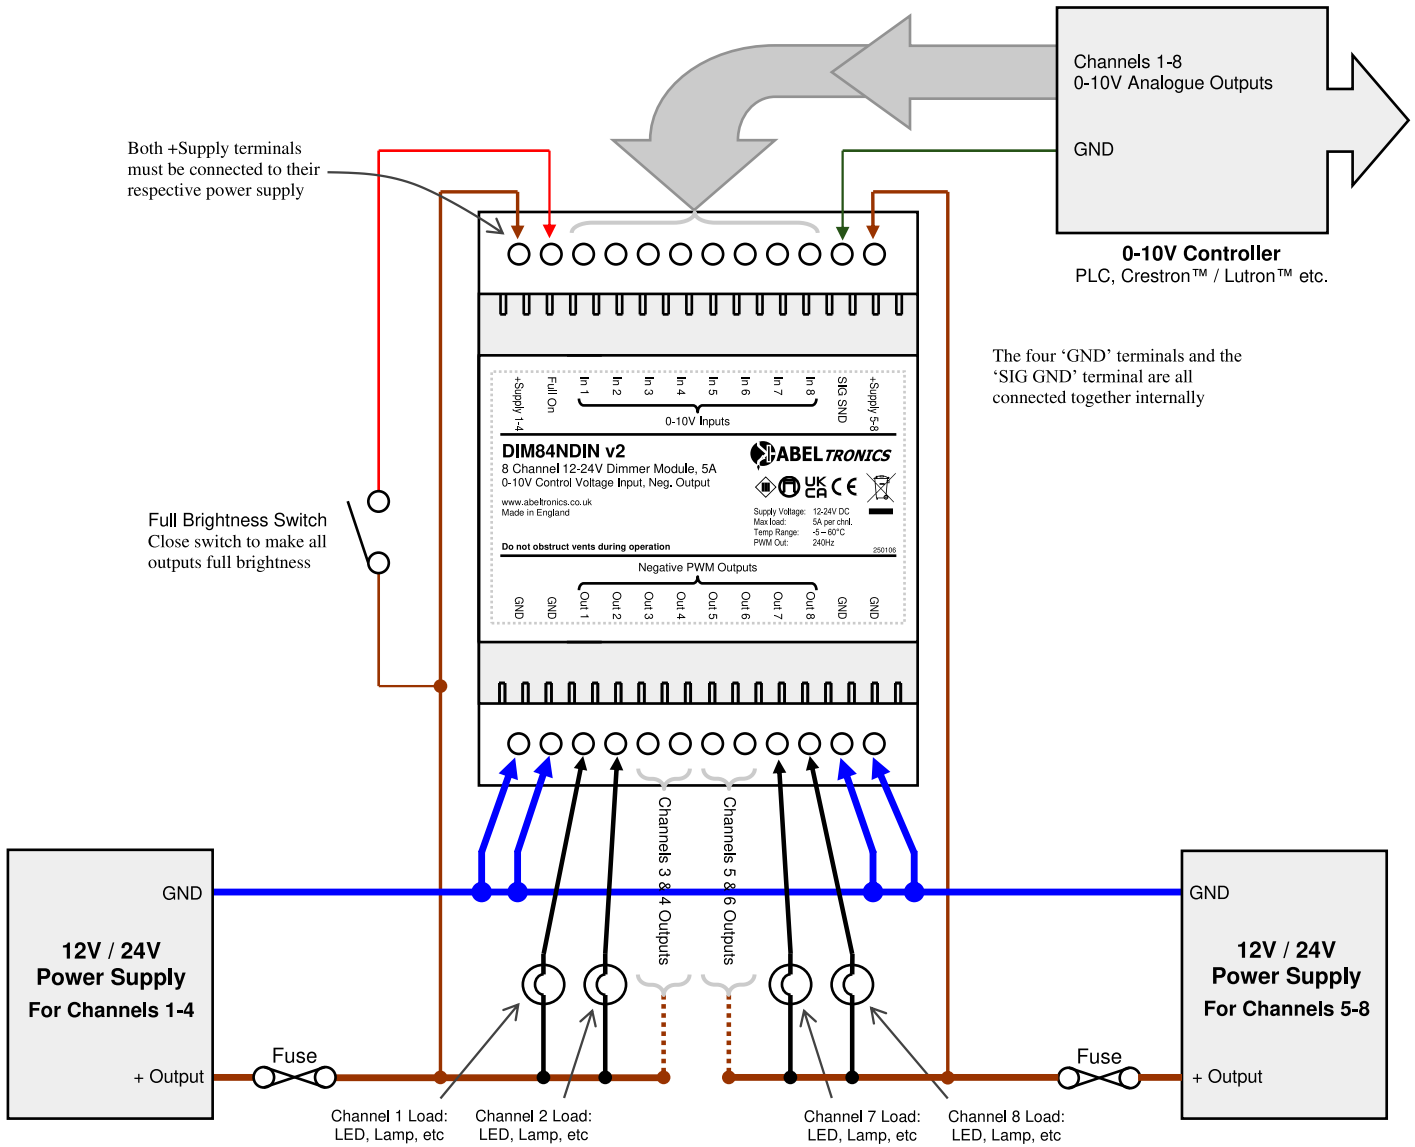 Channels 1-8
0-10V Analogue Outputs
GND
0-10V Controller
PLC, Crestron™ / Lutron™ etc.
Both +Supply terminals
must be connected to their
respective power supply
The four ‘GND’ terminals and the
‘SIG GND’ terminal are all
connected together internally
+Supply 1-4
Full On
In 1
In 2
In 3
In 4
In 5
In 6
In 7
In 8
SIG SND
+Supply 5-8
0-10V Inputs
DIM84NDIN v2
8 Channel 12-24V Dimmer Module, 5A
0-10V Control Voltage Input, Neg. Output
www.abeltronics.co.uk
Made in England
Do not obstruct vents during operation
ABELTRONICS
UK
CA CE
Supply Voltage: 12-24V DC
Max load: 5A per chnl.
Temp Range: -5 – 60°C
PWM Out: 240Hz
250106
Negative PWM Outputs
GND
GND
Out 1
Out 2
Out 3
Out 4
Out 5
Out 6
Out 7
Out 8
GND
GND
Full Brightness Switch
Close switch to make all
outputs full brightness
Channels 3 & 4 Outputs
Channels 5 & 6 Outputs
GND
12V / 24V
Power Supply
For Channels 1-4
+ Output
Fuse
GND
12V / 24V
Power Supply
For Channels 5-8
+ Output
Fuse
Channel 1 Load:
LED, Lamp, etc
Channel 2 Load:
LED, Lamp, etc
Channel 7 Load:
LED, Lamp, etc
Channel 8 Load:
LED, Lamp, etc